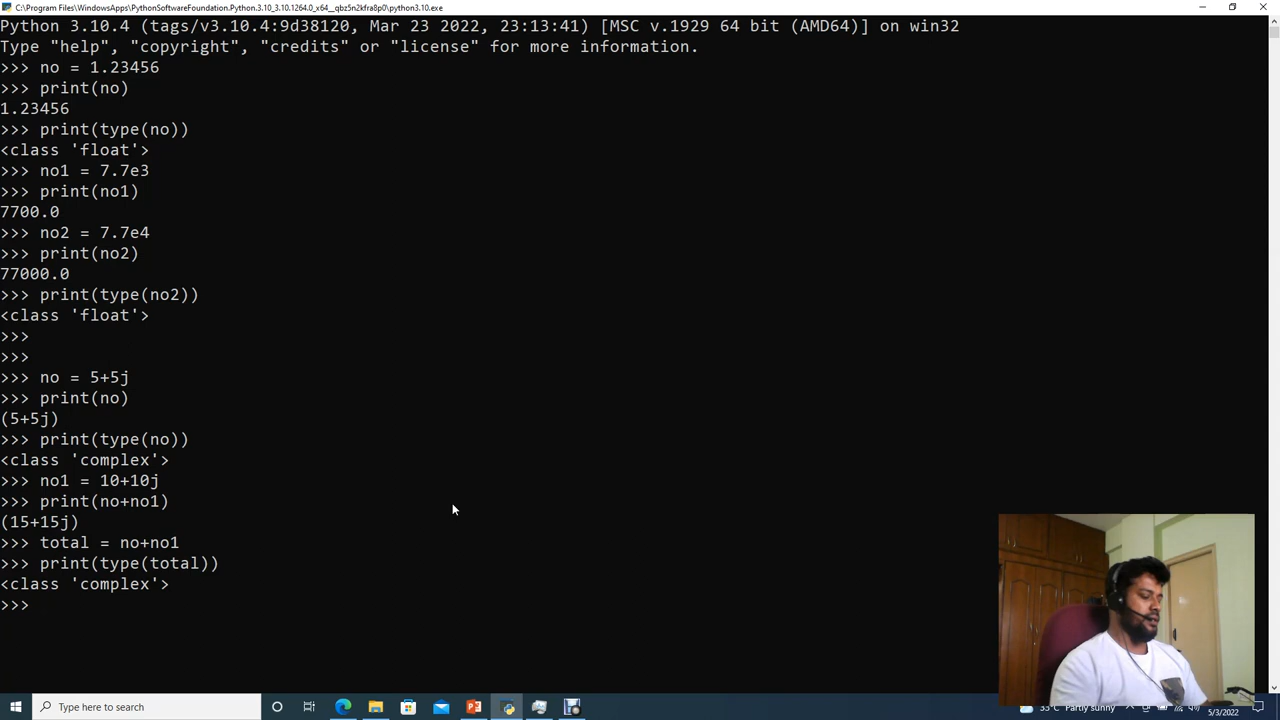 C:\Program Files\WindowsApps\PythonSoftwareFoundation.Python.3.10_3.10.1264.0_x64__qbz5n2kfra8p0\python3.10.exe
Python 3.10.4 (tags/v3.10.4:9d38120, Mar 23 2022, 23:13:41) [MSC v.1929 64 bit (AMD64)] on win32
Type "help", "copyright", "credits" or "license" for more information.
>>> no = 1.23456
>>> print(no)
1.23456
>>> print(type(no))
<class 'float'>
>>> no1 = 7.7e3
>>> print(no1)
7700.0
>>> no2 = 7.7e4
>>> print(no2)
77000.0
>>> print(type(no2))
<class 'float'>
>>>
>>>
>>> no = 5+5j
>>> print(no)
(5+5j)
>>> print(type(no))
<class 'complex'>
>>> no1 = 10+10j
>>> print(no+no1)
(15+15j)
>>> total = no+no1
>>> print(type(total))
<class 'complex'>
>>>
Type here to search
Partly sunny
5/3/2022